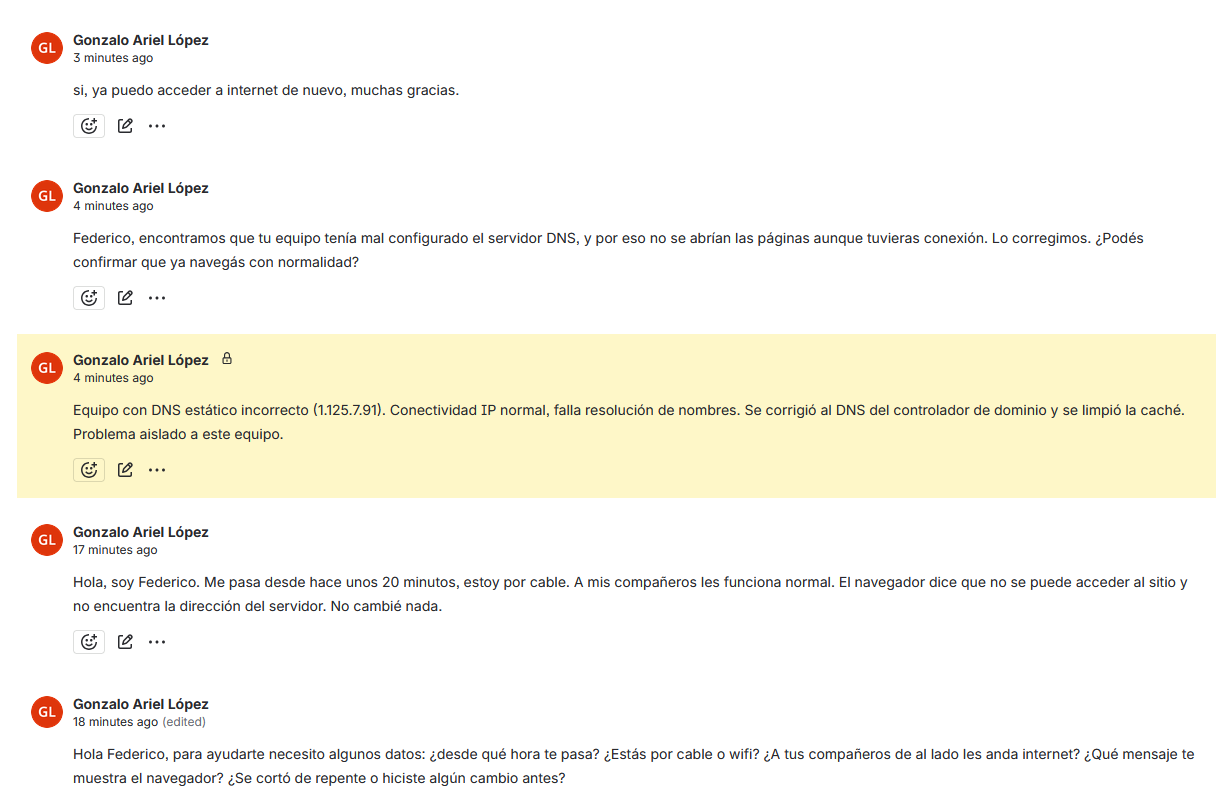 GL
Gonzalo Ariel López
3 minutes ago
si, ya puedo acceder a internet de nuevo, muchas gracias.
GL
Gonzalo Ariel López
4 minutes ago
Federico, encontramos que tu equipo tenía mal configurado el servidor DNS, y por eso no se abrían las páginas aunque tuvieras conexión. Lo corregimos. ¿Podés
confirmar que ya navegás con normalidad?
GL
Gonzalo Ariel López
4 minutes ago
Equipo con DNS estático incorrecto (1.125.7.91). Conectividad IP normal, falla resolución de nombres. Se corrigió al DNS del controlador de dominio y se limpió la caché.
Problema aislado a este equipo.
GL
Gonzalo Ariel López
17 minutes ago
Hola, soy Federico. Me pasa desde hace unos 20 minutos, estoy por cable. A mis compañeros les funciona normal. El navegador dice que no se puede acceder al sitio y
no encuentra la dirección del servidor. No cambié nada.
GL
Gonzalo Ariel López
18 minutes ago (edited)
Hola Federico, para ayudarte necesito algunos datos: ¿desde qué hora te pasa? ¿Estás por cable o wifi? ¿A tus compañeros de al lado les anda internet? ¿Qué mensaje te
muestra el navegador? ¿Se cortó de repente o hiciste algún cambio antes?